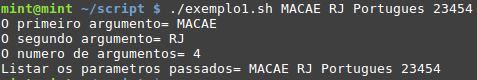 mint@mint ~/script $ ./exemplo1.sh MACAE RJ Portugues 23454
O primeiro argumento= MACAE
O segundo argumento= RJ
O numero de argumentos= 4
Listar os parametros passados= MACAE RJ Portugues 23454